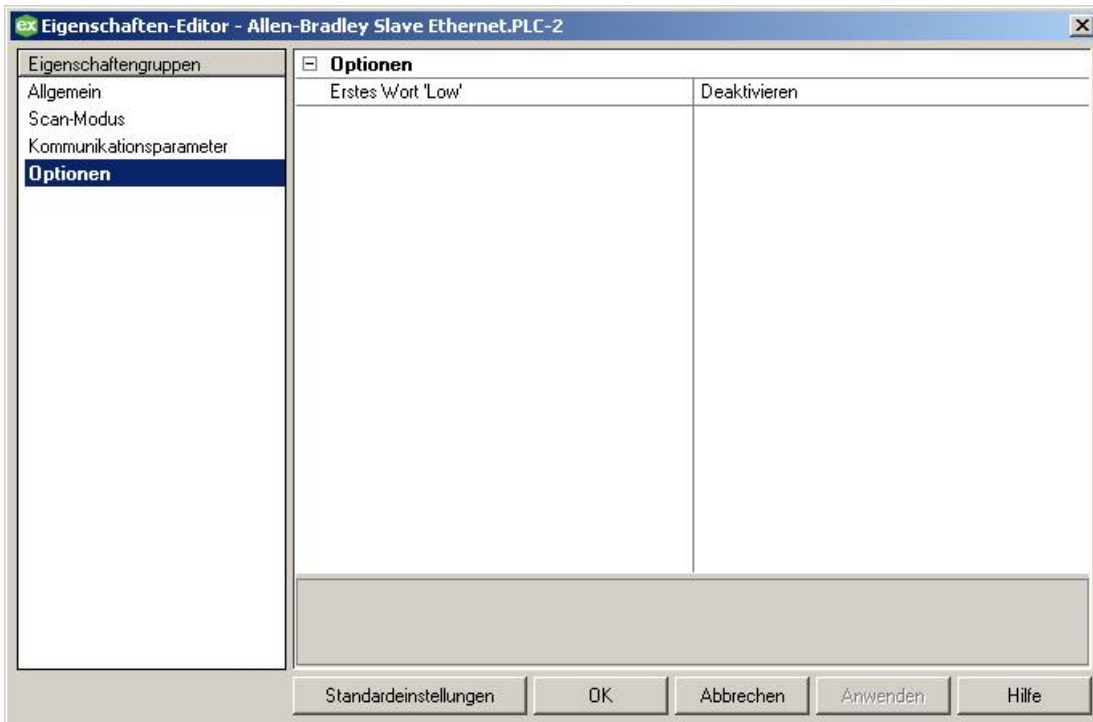 ex Eigenschaften-Editor - Allen-Bradley Slave Ethernet.PLC-2
Eigenschaftengruppen
Allgemein
Scan-Modus
Kommunikationsparameter
Optionen
Optionen
Erstes Wort 'Low' Deaktivieren
Standardeinstellungen OK Abbrechen Anwenden Hilfe